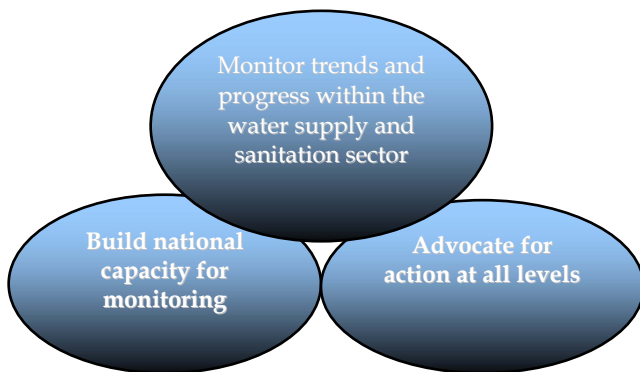 Monitor trends and
progress within the
water supply and
sanitation sector
Build national
capacity for
monitoring
Advocate for
action at all levels